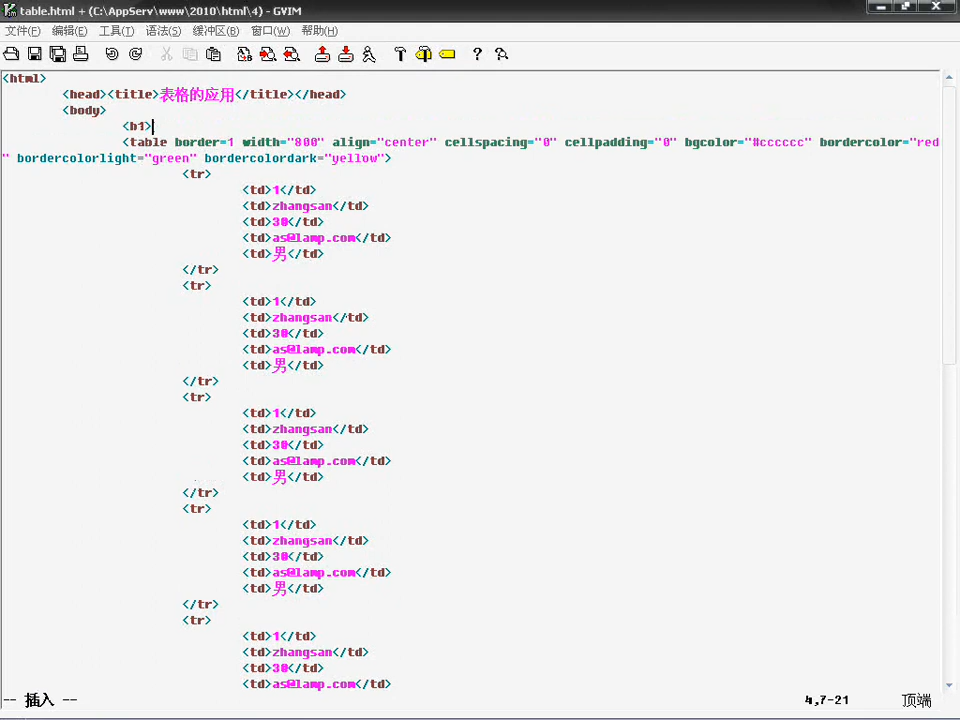 table.html + (C:\AppServ\www\2010\html\4) - GVIM
文件(F) 编辑(E) 工具(T) 语法(S) 缓冲区(B) 窗口(W) 帮助(H)
<html>
<head><title>表格的应用</title></head>
<body>
<h1>
<table border=1 width="800" align="center" cellspacing="0" cellpadding="0" bgcolor="#cccccc" bordercolor="red
" bordercolorlight="green" bordercolordark="yellow">
<tr>
<td>1</td>
<td>zhangsan</td>
<td>30</td>
<td>as@lamp.com</td>
<td>男</td>
</tr>
<tr>
<td>1</td>
<td>zhangsan</td>
<td>30</td>
<td>as@lamp.com</td>
<td>男</td>
</tr>
<tr>
<td>1</td>
<td>zhangsan</td>
<td>30</td>
<td>as@lamp.com</td>
<td>男</td>
</tr>
<tr>
<td>1</td>
<td>zhangsan</td>
<td>30</td>
<td>as@lamp.com</td>
<td>男</td>
</tr>
<tr>
<td>1</td>
<td>zhangsan</td>
<td>30</td>
<td>as@lamp.com</td>
-- 插入 -- 4,7-21 顶端